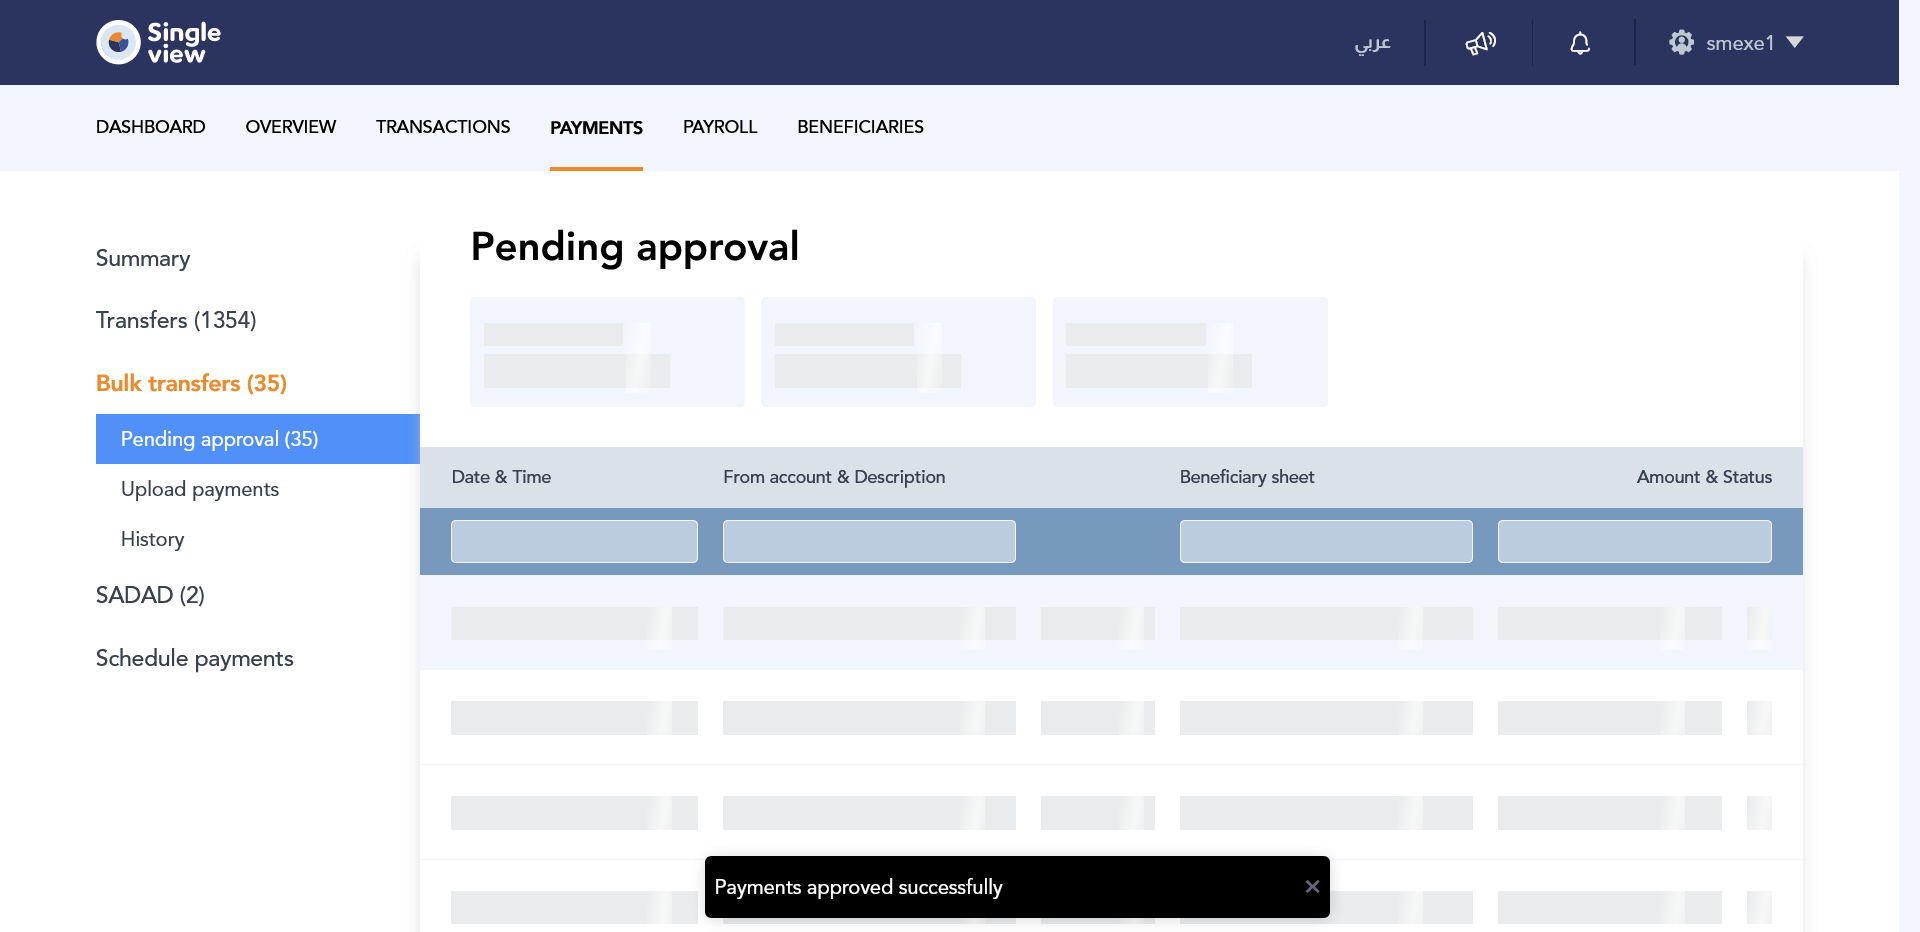 Single
view
عربي
smexe1
DASHBOARD
OVERVIEW
TRANSACTIONS
PAYMENTS
PAYROLL
BENEFICIARIES
Summary
Transfers (1354)
Bulk transfers (35)
Pending approval (35)
Upload payments
History
SADAD (2)
Schedule payments
Pending approval
Date & Time
From account & Description
Beneficiary sheet
Amount & Status
Payments approved successfully